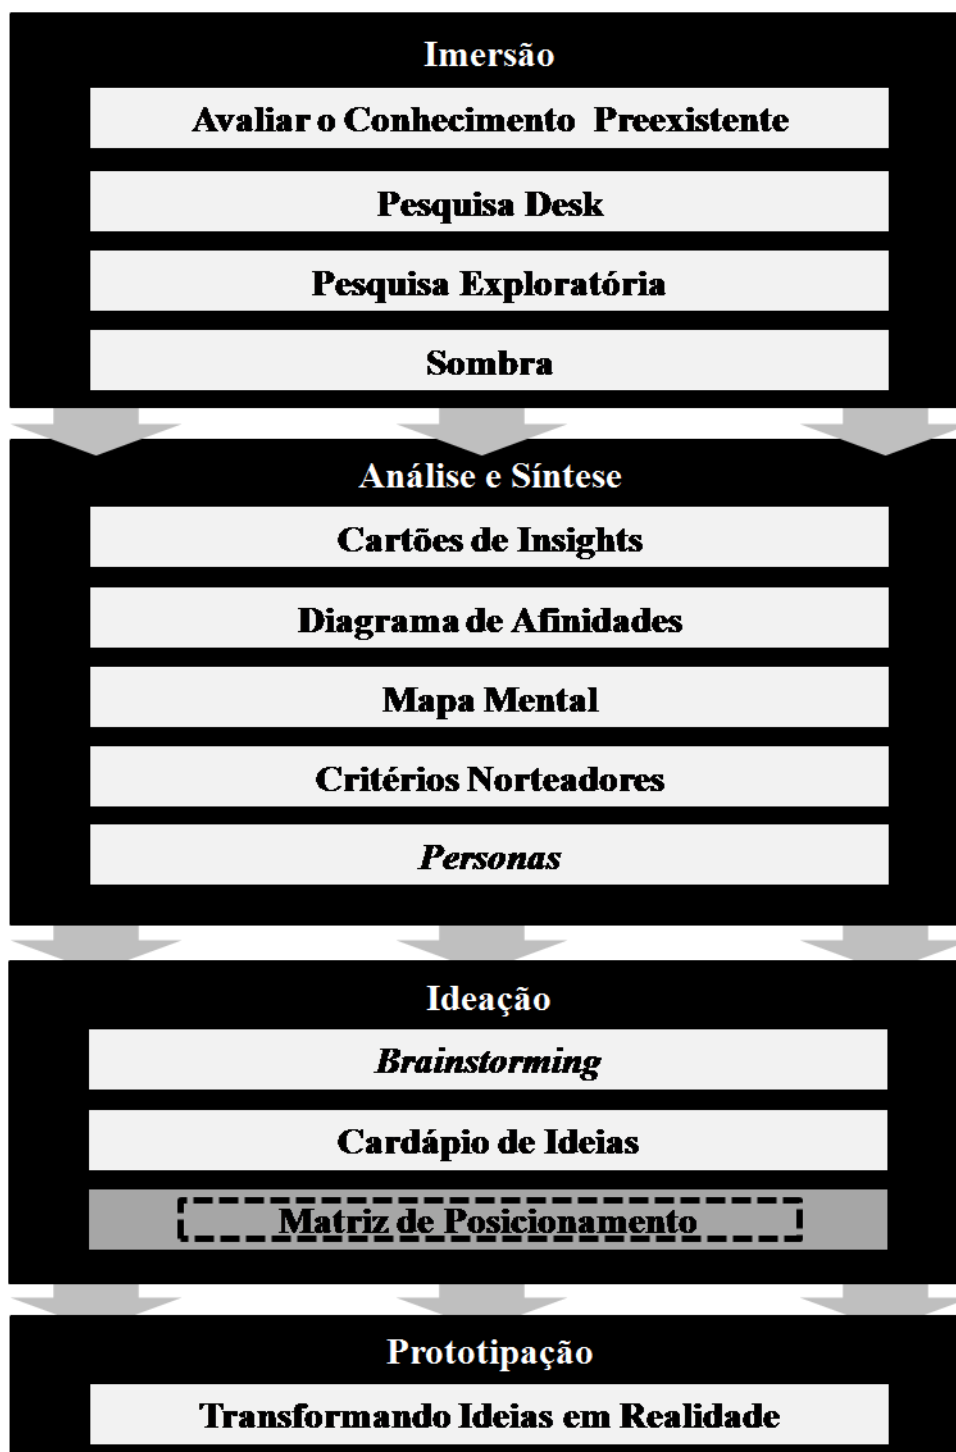 Imersão
Avaliar o Conhecimento Preexistente
Pesquisa Desk
Pesquisa Exploratória
Sombra
Análise e Síntese
Cartões de Insights
Diagrama de Afinidades
Mapa Mental
Critérios Norteadores
Personas
Ideação
Brainstorming
Cardápio de Ideias
Matriz de Posicionamento
Prototipação
Transformando Ideias em Realidade